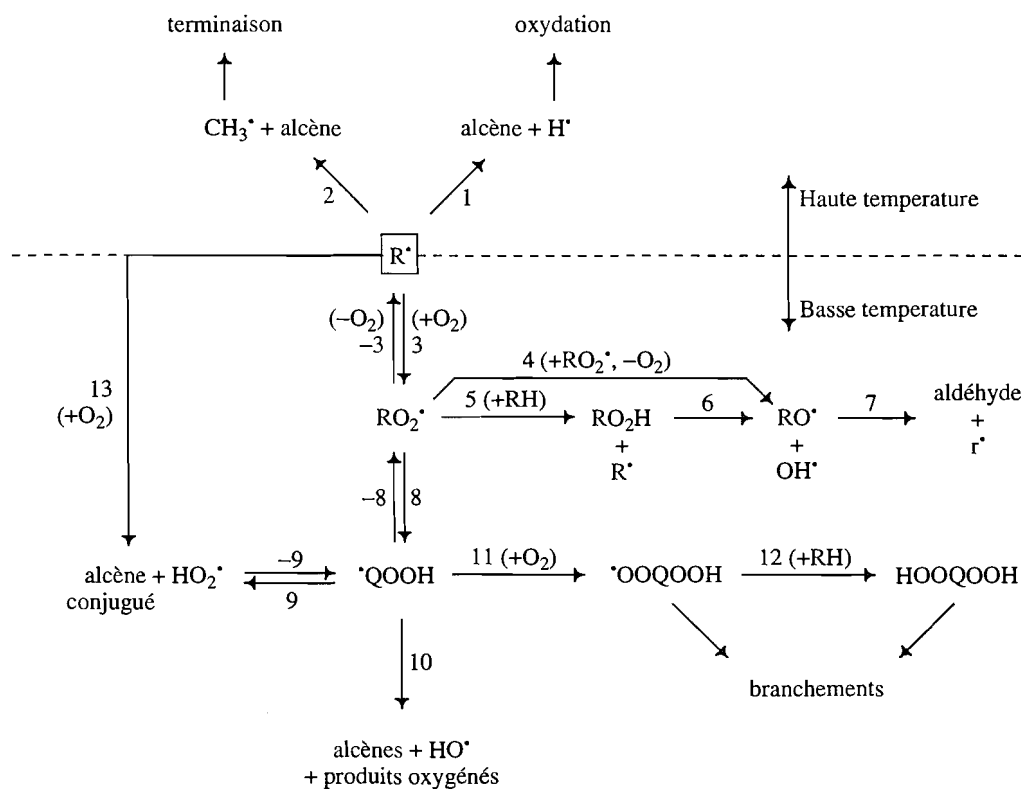 terminaison
oxydation
CH3• + alcène
alcène + H•
2
1
Haute temperature
R•
Basse temperature
(–O2)
(+O2)
–3
3
13
(+O2)
4 (+RO2•, –O2)
RO2•
5 (+RH)
RO2H
+
R•
6
RO•
+
OH•
7
aldéhyde
+
r•
–8
8
alcène + HO2•
conjugué
–9
9
•QOOH
11 (+O2)
•OOQOOH
12 (+RH)
HOOQOOH
10
branchements
alcènes + HO•
+ produits oxygénés